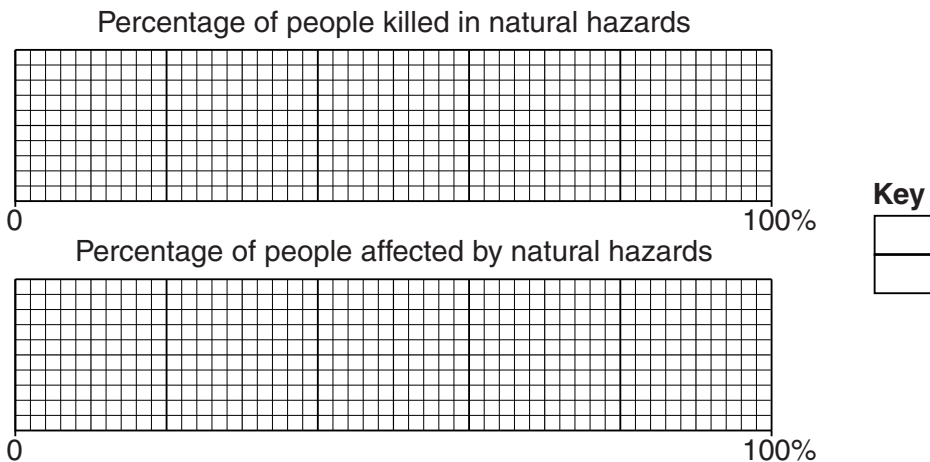 Percentage of people killed in natural hazards
0 100%
Key
Percentage of people affected by natural hazards
0 100%